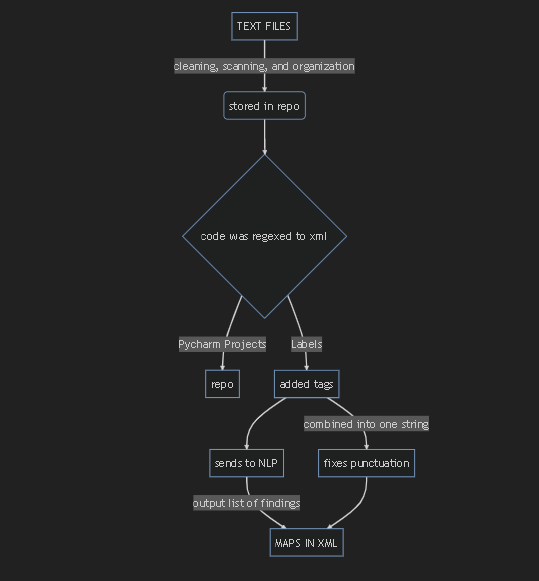 TEXT FILES
cleaning, scanning, and organization
stored in repo
code was regexed to xml
Pycharm Projects
Labels
repo
added tags
combined into one string
sends to NLP
fixes punctuation
output list of findings
MAPS IN XML